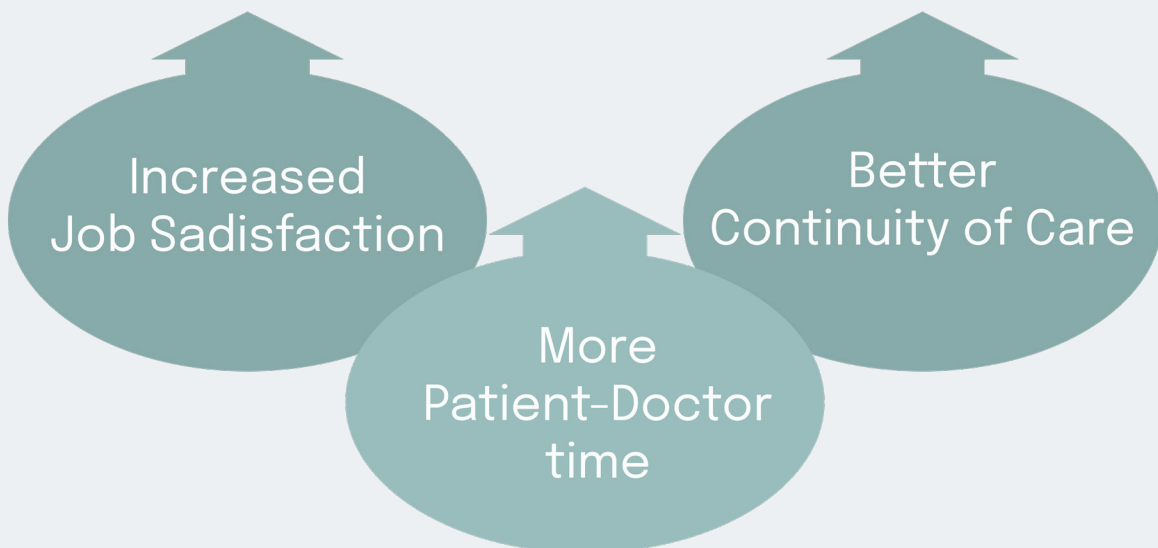 Increased
Job Sadisfaction
Better
Continuity of Care
More
Patient-Doctor
time